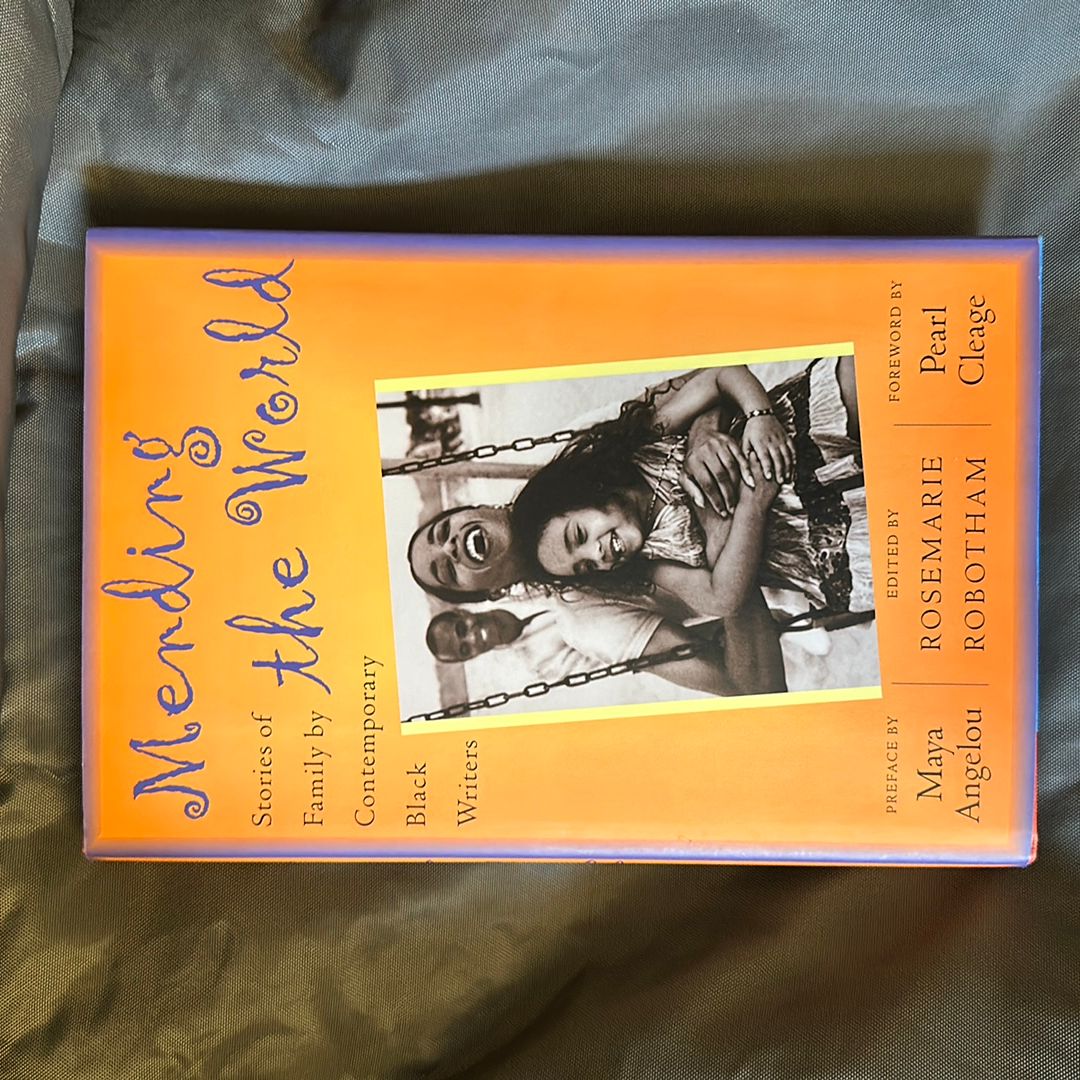 Mending
the World
Stories of
Family by
Contemporary
Black
Writers
PREFACE BY
Maya
Angelou
EDITED BY
ROSEMARIE
ROBOTHAM
FOREWORD BY
Pearl
Cleage